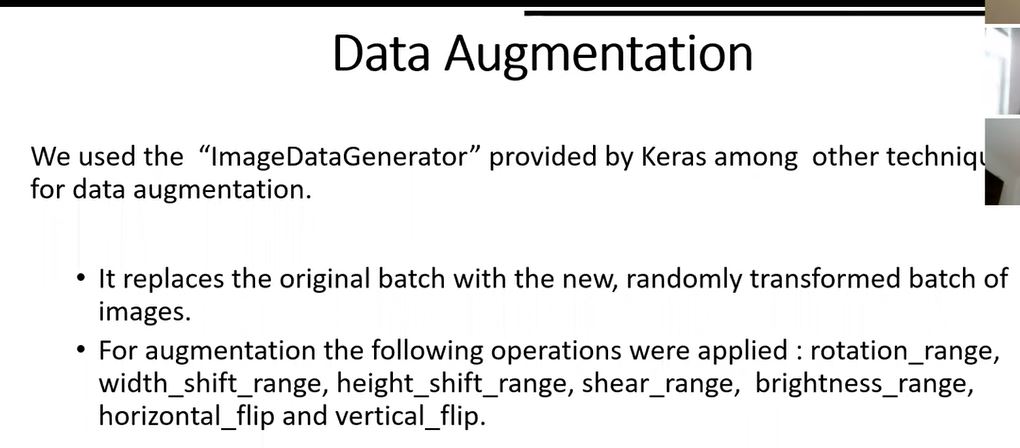 Data Augmentation
We used the “ImageDataGenerator” provided by Keras among other
for data augmentation.
• It replaces the original batch with the new, randomly transformed batch of
images.
• For augmentation the following operations were applied : rotation_range,
width_shift_range, height_shift_range, shear_range, brightness_range,
horizontal_flip and vertical_flip.